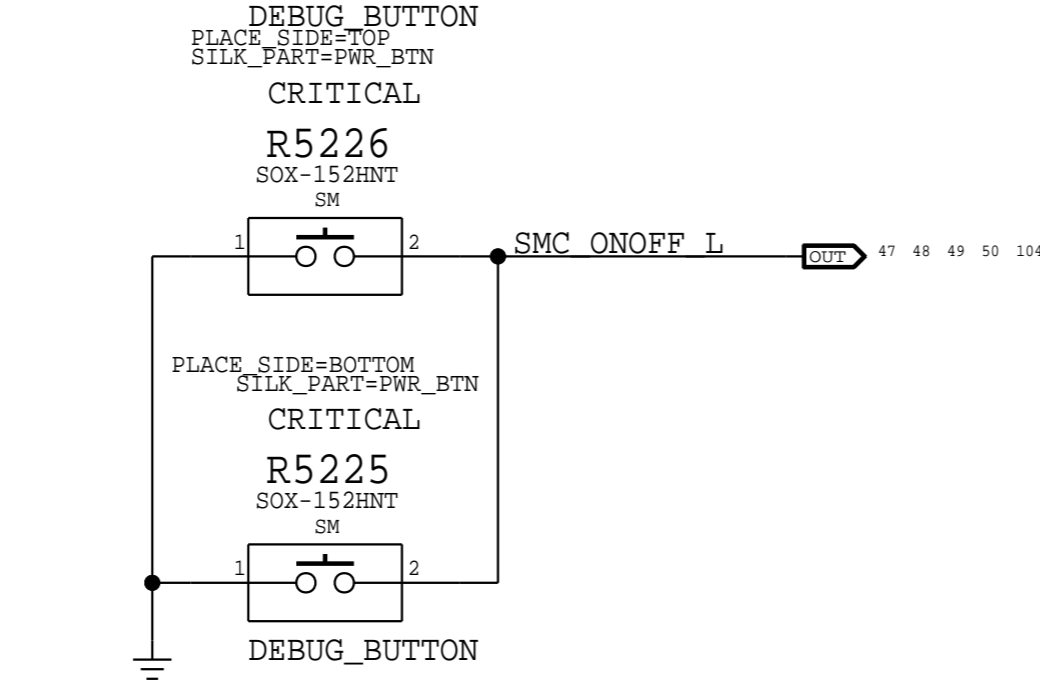 DEBUG_BUTTON
PLACE_SIDE=TOP
SILK_PART=PWR_BTN
CRITICAL
R5226
SOX-152HNT
SM
1 2
SMC_ONOFF_L
OUT 47 48 49 50 104
PLACE_SIDE=BOTTOM
SILK_PART=PWR_BTN
CRITICAL
R5225
SOX-152HNT
SM
1 2
DEBUG_BUTTON